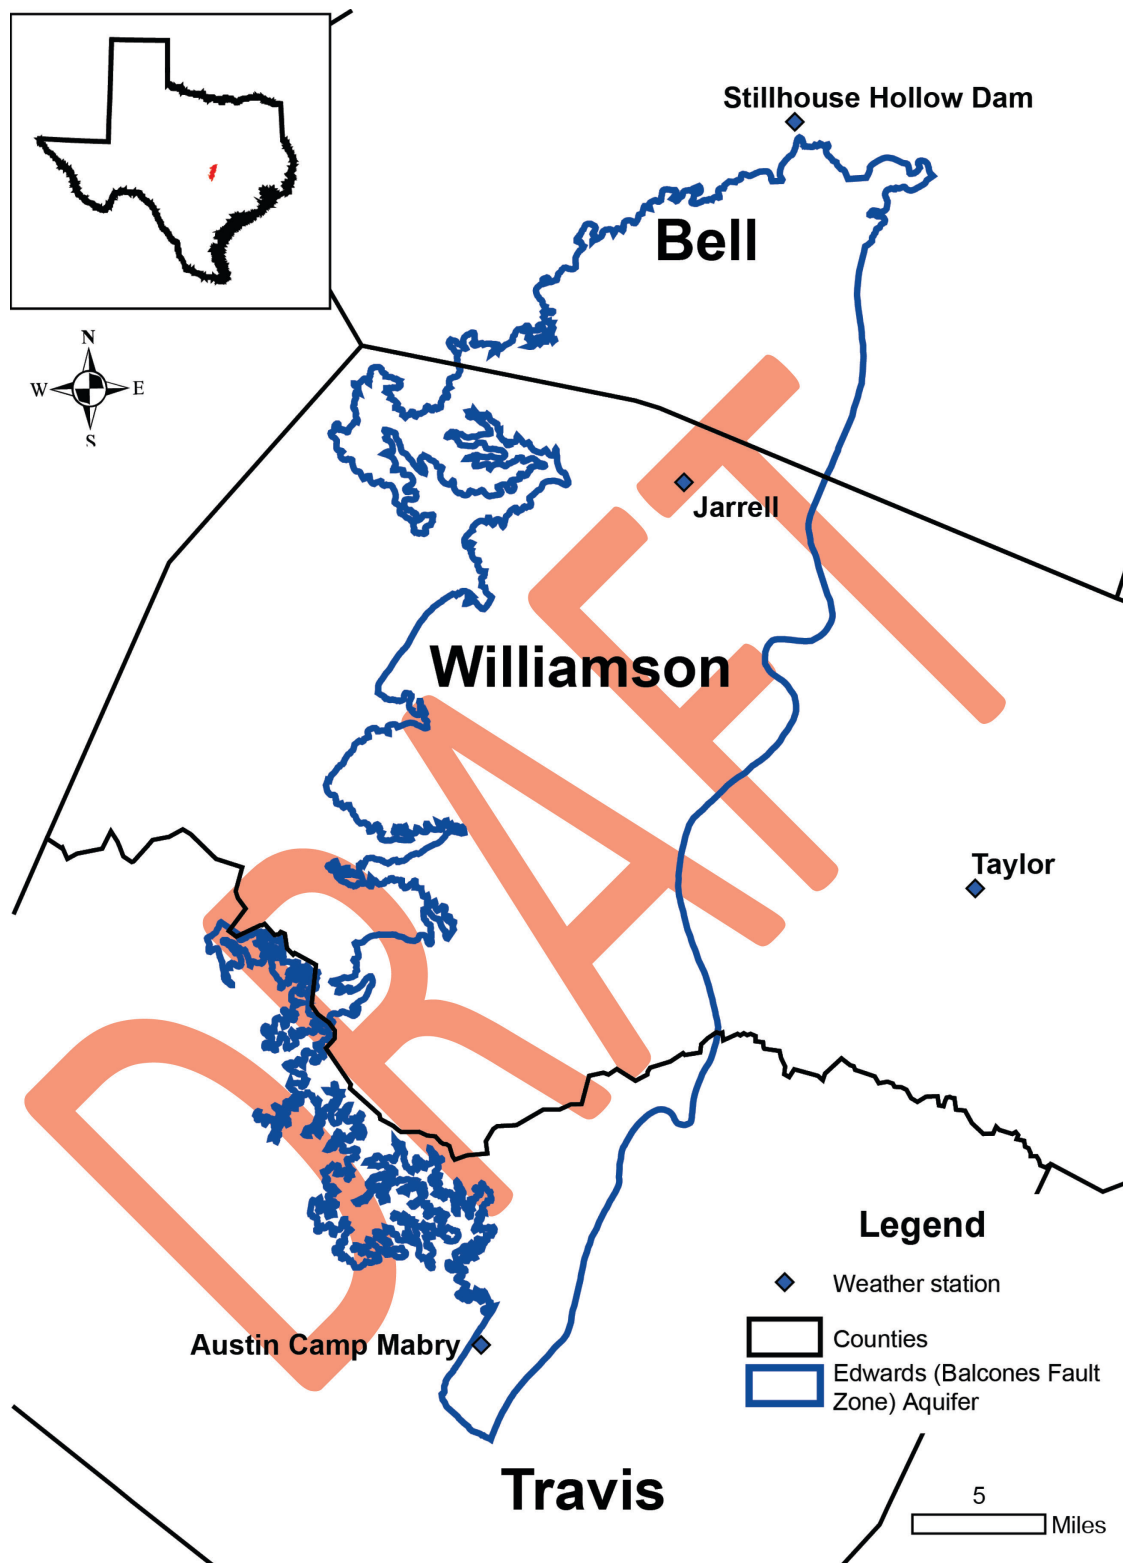 Stillhouse Hollow Dam
Bell
N
W E
S
Jarrell
Williamson
Taylor
DRAFT
Legend
Weather station
Austin Camp Mabry
Counties
Edwards (Balcones Fault
Zone) Aquifer
Travis
5
Miles